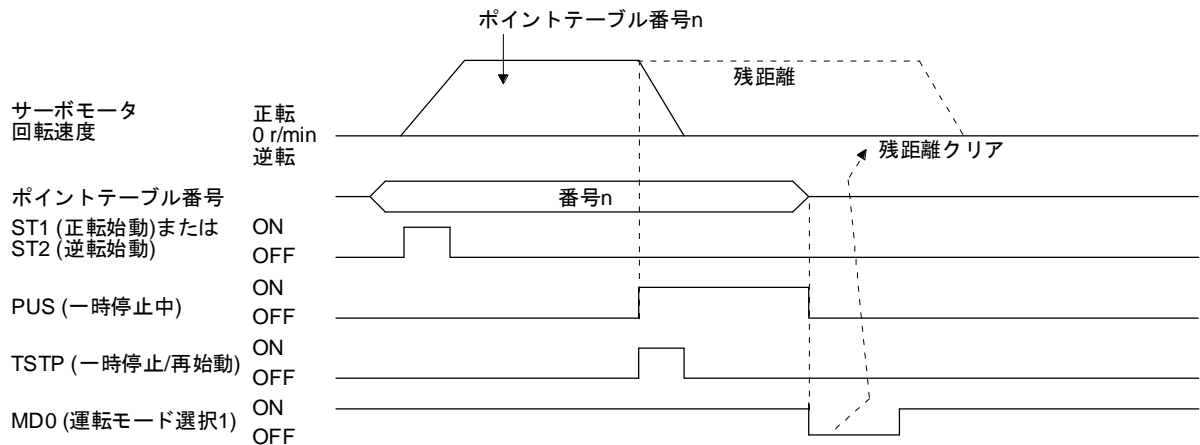 ポイントテーブル番号n
残距離
サーボモータ
回転速度
正転
0 r/min
逆転
残距離クリア
ポイントテーブル番号
番号n
ST1 (正転始動)または
ST2 (逆転始動)
ON
OFF
PUS (一時停止中)
ON
OFF
TSTP (一時停止/再始動)
ON
OFF
MD0 (運転モード選択1)
ON
OFF